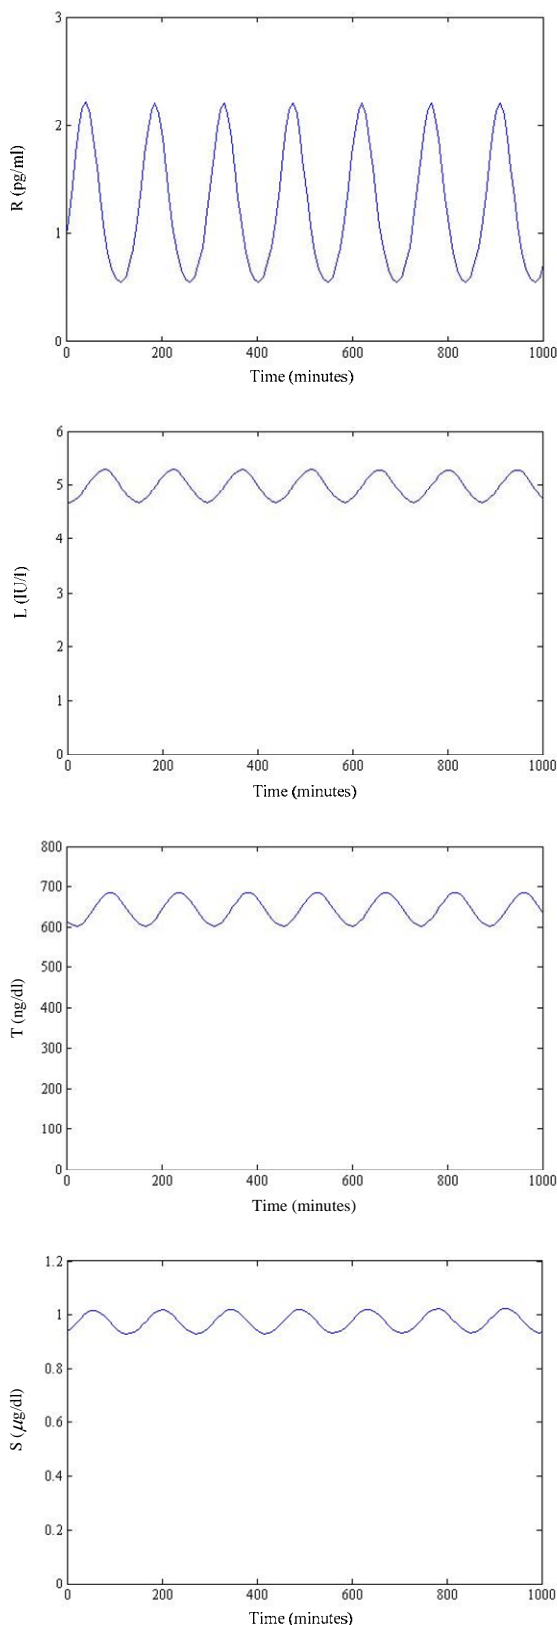 3
2
1
0
R (pg/ml)
0 200 400 600 800 1000
Time (minutes)
6
5
4
3
2
1
0
L (IU/l)
0 200 400 600 800 1000
Time (minutes)
800
700
600
500
400
300
200
100
0
T (ng/dl)
0 200 400 600 800 1000
Time (minutes)
1.2
1
0.8
0.6
0.4
0.2
0
S (μg/dl)
0 200 400 600 800 1000
Time (minutes)